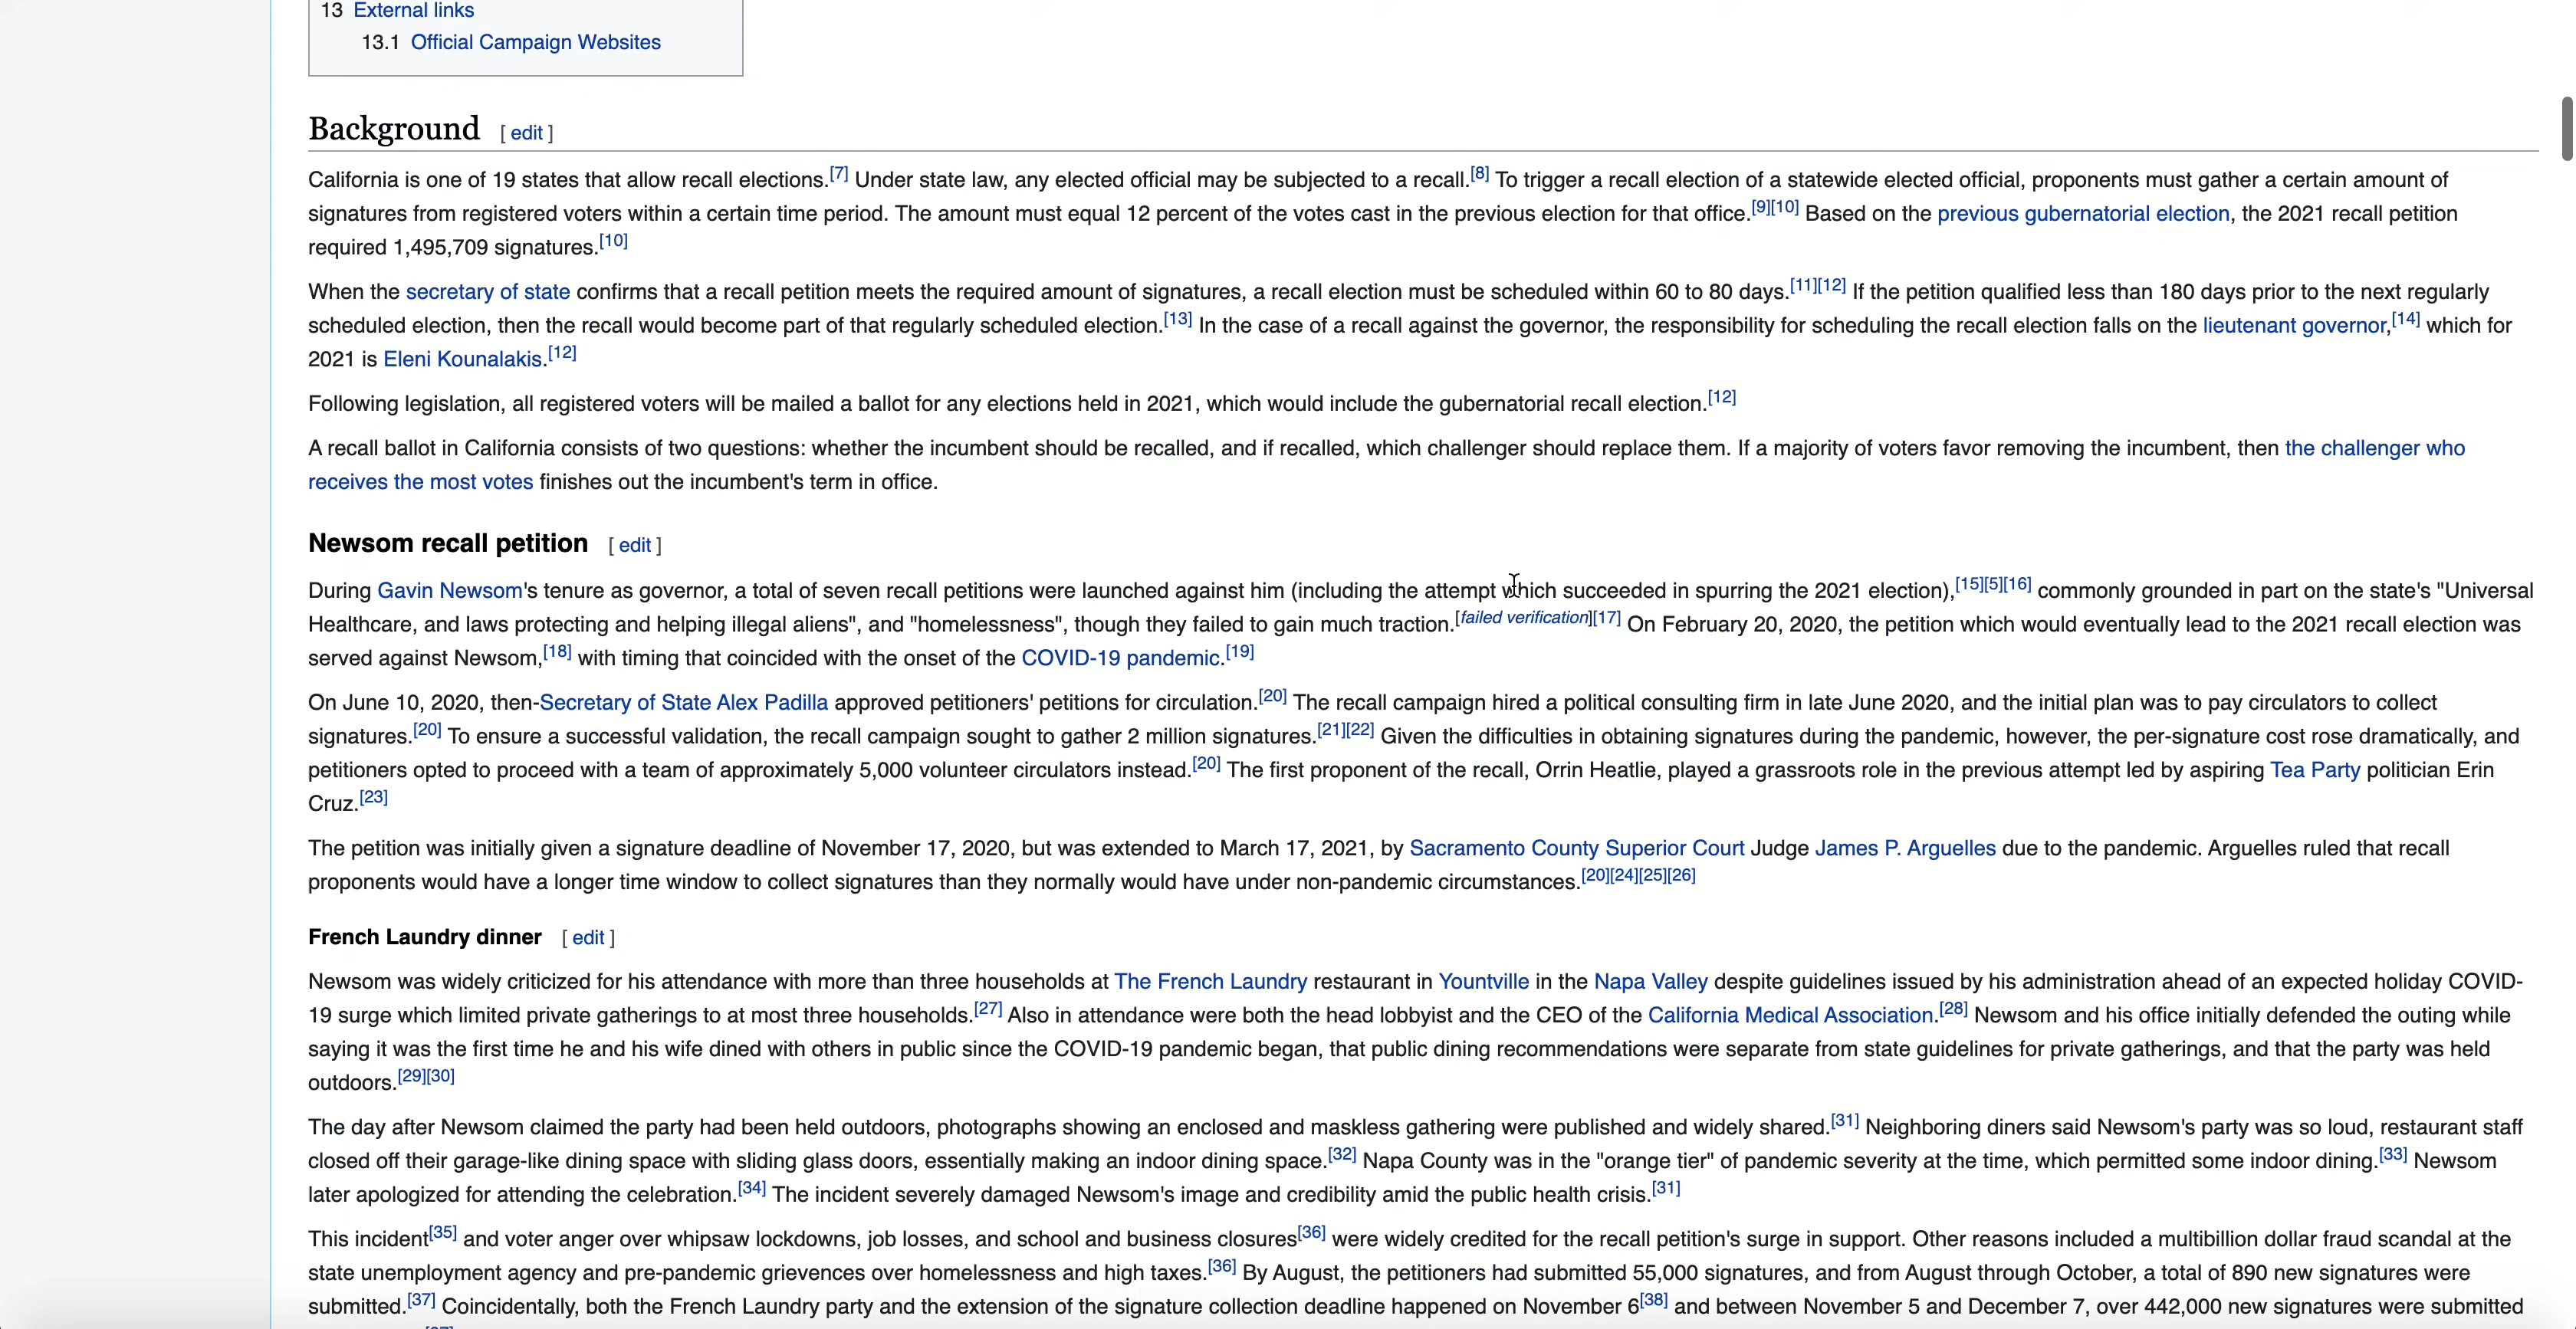 13 External links
13.1 Official Campaign Websites
Background [ edit ]
California is one of 19 states that allow recall elections.[7] Under state law, any elected official may be subjected to a recall.[8] To trigger a recall election of a statewide elected official, proponents must gather a certain amount of
signatures from registered voters within a certain time period. The amount must equal 12 percent of the votes cast in the previous election for that office.[9][10] Based on the previous gubernatorial election, the 2021 recall petition
required 1,495,709 signatures.[10]
When the secretary of state confirms that a recall petition meets the required amount of signatures, a recall election must be scheduled within 60 to 80 days.[11][12] If the petition qualified less than 180 days prior to the next regularly
scheduled election, then the recall would become part of that regularly scheduled election.[13] In the case of a recall against the governor, the responsibility for scheduling the recall election falls on the lieutenant governor,[14] which for
2021 is Eleni Kounalakis.[12]
Following legislation, all registered voters will be mailed a ballot for any elections held in 2021, which would include the gubernatorial recall election.[12]
A recall ballot in California consists of two questions: whether the incumbent should be recalled, and if recalled, which challenger should replace them. If a majority of voters favor removing the incumbent, then the challenger who
receives the most votes finishes out the incumbent's term in office.
Newsom recall petition [ edit ]
During Gavin Newsom's tenure as governor, a total of seven recall petitions were launched against him (including the attempt which succeeded in spurring the 2021 election),[15][5][16] commonly grounded in part on the state's "Universal
Healthcare, and laws protecting and helping illegal aliens", and "homelessness", though they failed to gain much traction.[failed verification][17] On February 20, 2020, the petition which would eventually lead to the 2021 recall election was
served against Newsom,[18] with timing that coincided with the onset of the COVID-19 pandemic.[19]
On June 10, 2020, then-Secretary of State Alex Padilla approved petitioners' petitions for circulation.[20] The recall campaign hired a political consulting firm in late June 2020, and the initial plan was to pay circulators to collect
signatures.[20] To ensure a successful validation, the recall campaign sought to gather 2 million signatures.[21][22] Given the difficulties in obtaining signatures during the pandemic, however, the per-signature cost rose dramatically, and
petitioners opted to proceed with a team of approximately 5,000 volunteer circulators instead.[20] The first proponent of the recall, Orrin Heatlie, played a grassroots role in the previous attempt led by aspiring Tea Party politician Erin
Cruz.[23]
The petition was initially given a signature deadline of November 17, 2020, but was extended to March 17, 2021, by Sacramento County Superior Court Judge James P. Arguelles due to the pandemic. Arguelles ruled that recall
proponents would have a longer time window to collect signatures than they normally would have under non-pandemic circumstances.[20][24][25][26]
French Laundry dinner [ edit ]
Newsom was widely criticized for his attendance with more than three households at The French Laundry restaurant in Yountville in the Napa Valley despite guidelines issued by his administration ahead of an expected holiday COVID-
19 surge which limited private gatherings to at most three households.[27] Also in attendance were both the head lobbyist and the CEO of the California Medical Association.[28] Newsom and his office initially defended the outing while
saying it was the first time he and his wife dined with others in public since the COVID-19 pandemic began, that public dining recommendations were separate from state guidelines for private gatherings, and that the party was held
outdoors.[29][30]
The day after Newsom claimed the party had been held outdoors, photographs showing an enclosed and maskless gathering were published and widely shared.[31] Neighboring diners said Newsom's party was so loud, restaurant staff
closed off their garage-like dining space with sliding glass doors, essentially making an indoor dining space.[32] Napa County was in the "orange tier" of pandemic severity at the time, which permitted some indoor dining.[33] Newsom
later apologized for attending the celebration.[34] The incident severely damaged Newsom's image and credibility amid the public health crisis.[31]
This incident[35] and voter anger over whipsaw lockdowns, job losses, and school and business closures[36] were widely credited for the recall petition's surge in support. Other reasons included a multibillion dollar fraud scandal at the
state unemployment agency and pre-pandemic grievances over homelessness and high taxes.[36] By August, the petitioners had submitted 55,000 signatures, and from August through October, a total of 890 new signatures were
submitted.[37] Coincidentally, both the French Laundry party and the extension of the signature collection deadline happened on November 6[38] and between November 5 and December 7, over 442,000 new signatures were submitted